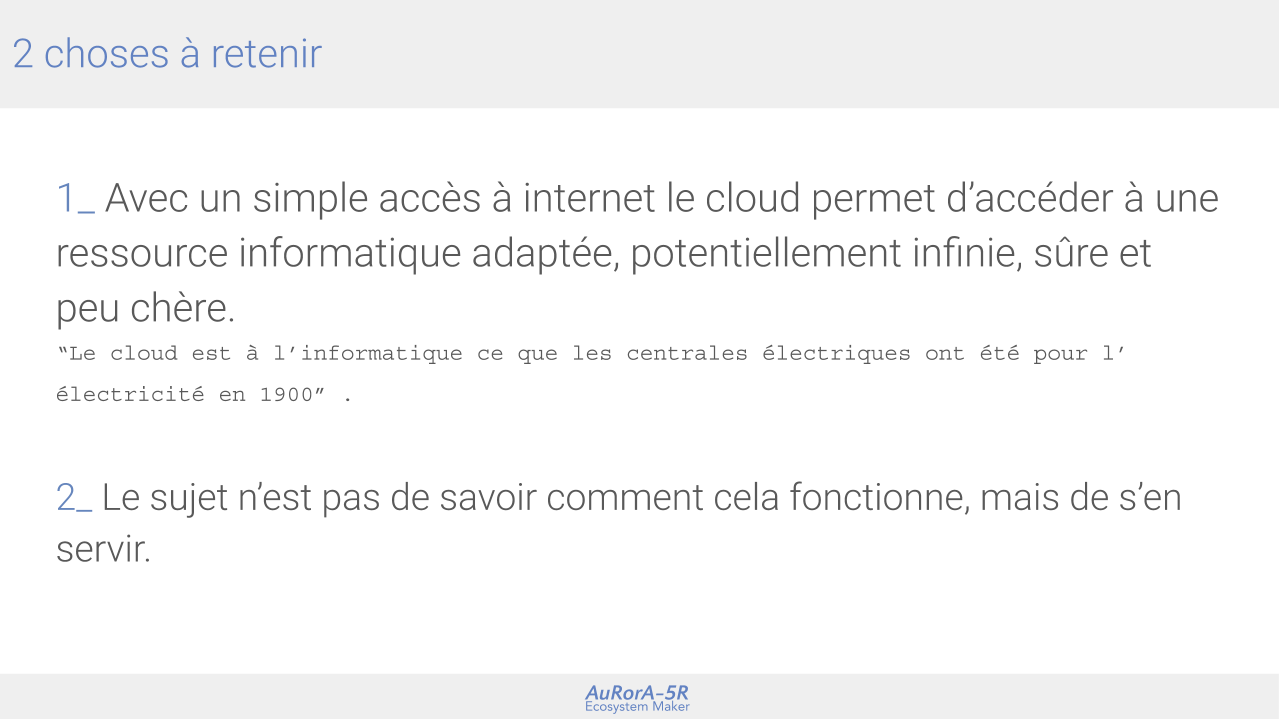 2 choses à retenir
1_ Avec un simple accès à internet le cloud permet d’accéder à une
ressource informatique adaptée, potentiellement infinie, sûre et
peu chère.
“Le cloud est à l’informatique ce que les centrales électriques ont été pour l’
électricité en 1900” .
2_ Le sujet n’est pas de savoir comment cela fonctionne, mais de s’en
servir.
AuRorA-5R
Ecosystem Maker